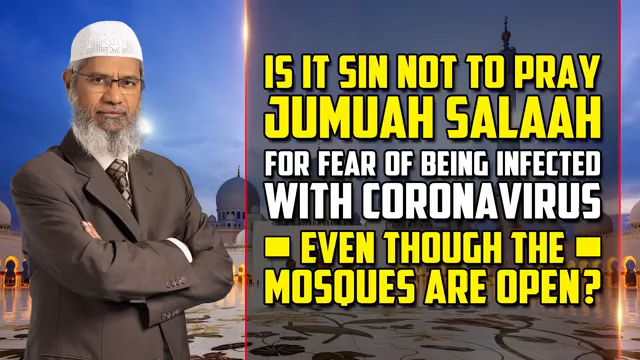 IS IT SIN NOT TO PRAY
JUMUAH SALAAH
FOR FEAR OF BEING INFECTED
WITH CORONAVIRUS
EVEN THOUGH THE
MOSQUES ARE OPEN?